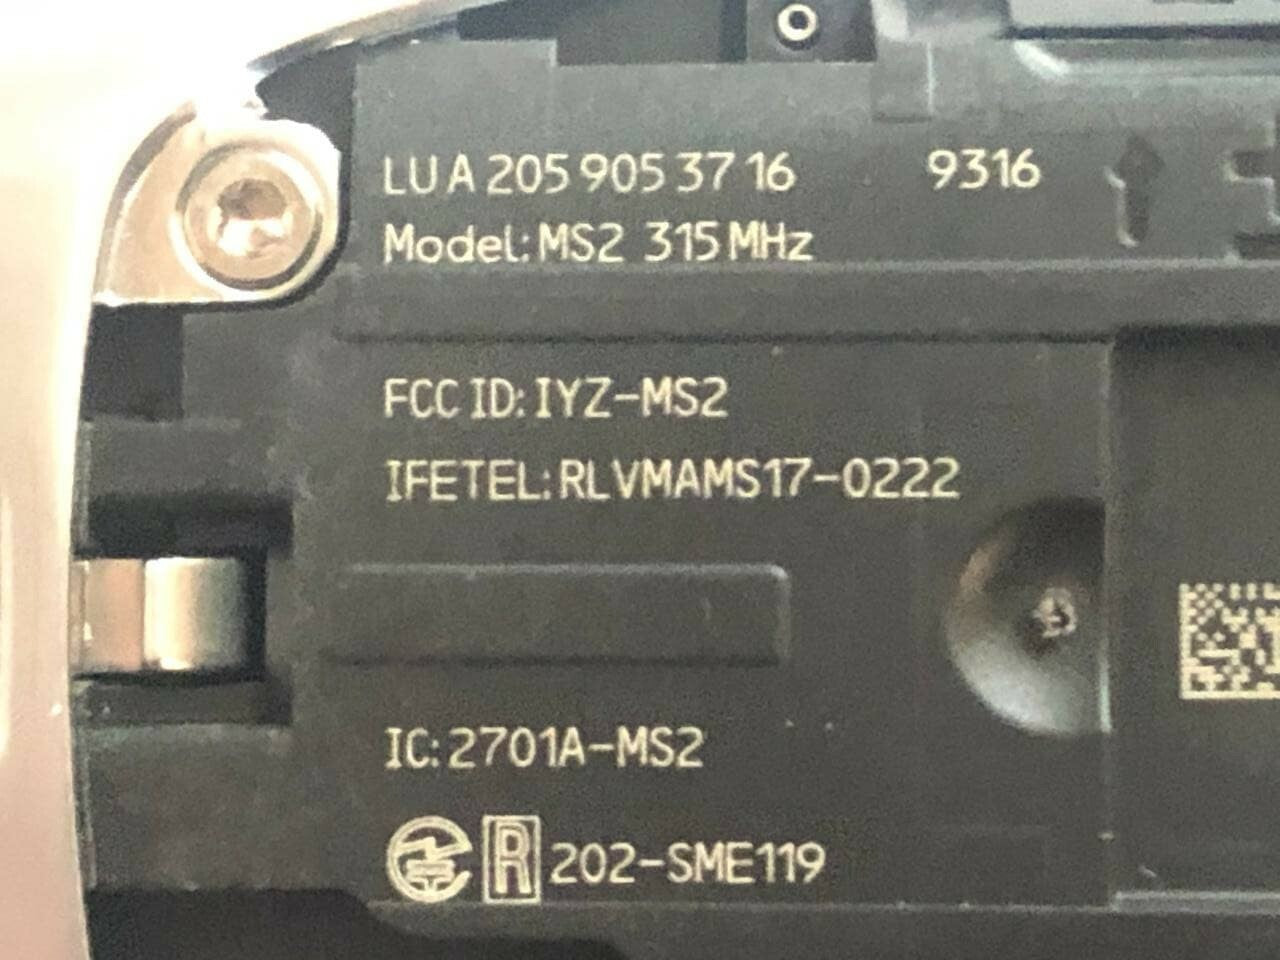 LU A 205 905 37 16 9316
Model: MS2 315 MHz
FCC ID: IYZ-MS2
IFETEL: RLVMAMS17-0222
IC: 2701A-MS2
R 202-SME119